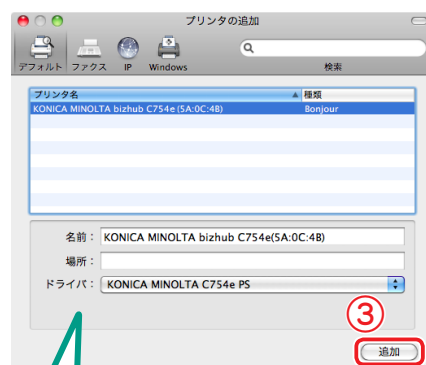 プリンタの追加
デフォルト ファクス IP Windows 検索
プリンタ名 種類
KONICA MINOLTA bizhub C754e(5A:0C:4B) Bonjour
名前： KONICA MINOLTA bizhub C754e(5A:0C:4B)
場所：
ドライバ： KONICA MINOLTA C754e PS
③
追加